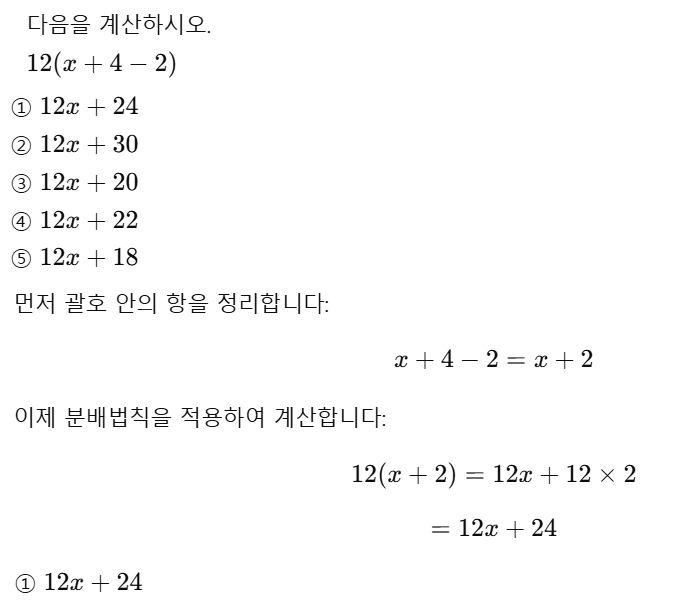 다음을 계산하시오.
12(x + 4 − 2)
① 12x + 24
② 12x + 30
③ 12x + 20
④ 12x + 22
⑤ 12x + 18
먼저 괄호 안의 항을 정리합니다:
x + 4 − 2 = x + 2
이제 분배법칙을 적용하여 계산합니다:
12(x + 2) = 12x + 12 × 2
= 12x + 24
① 12x + 24